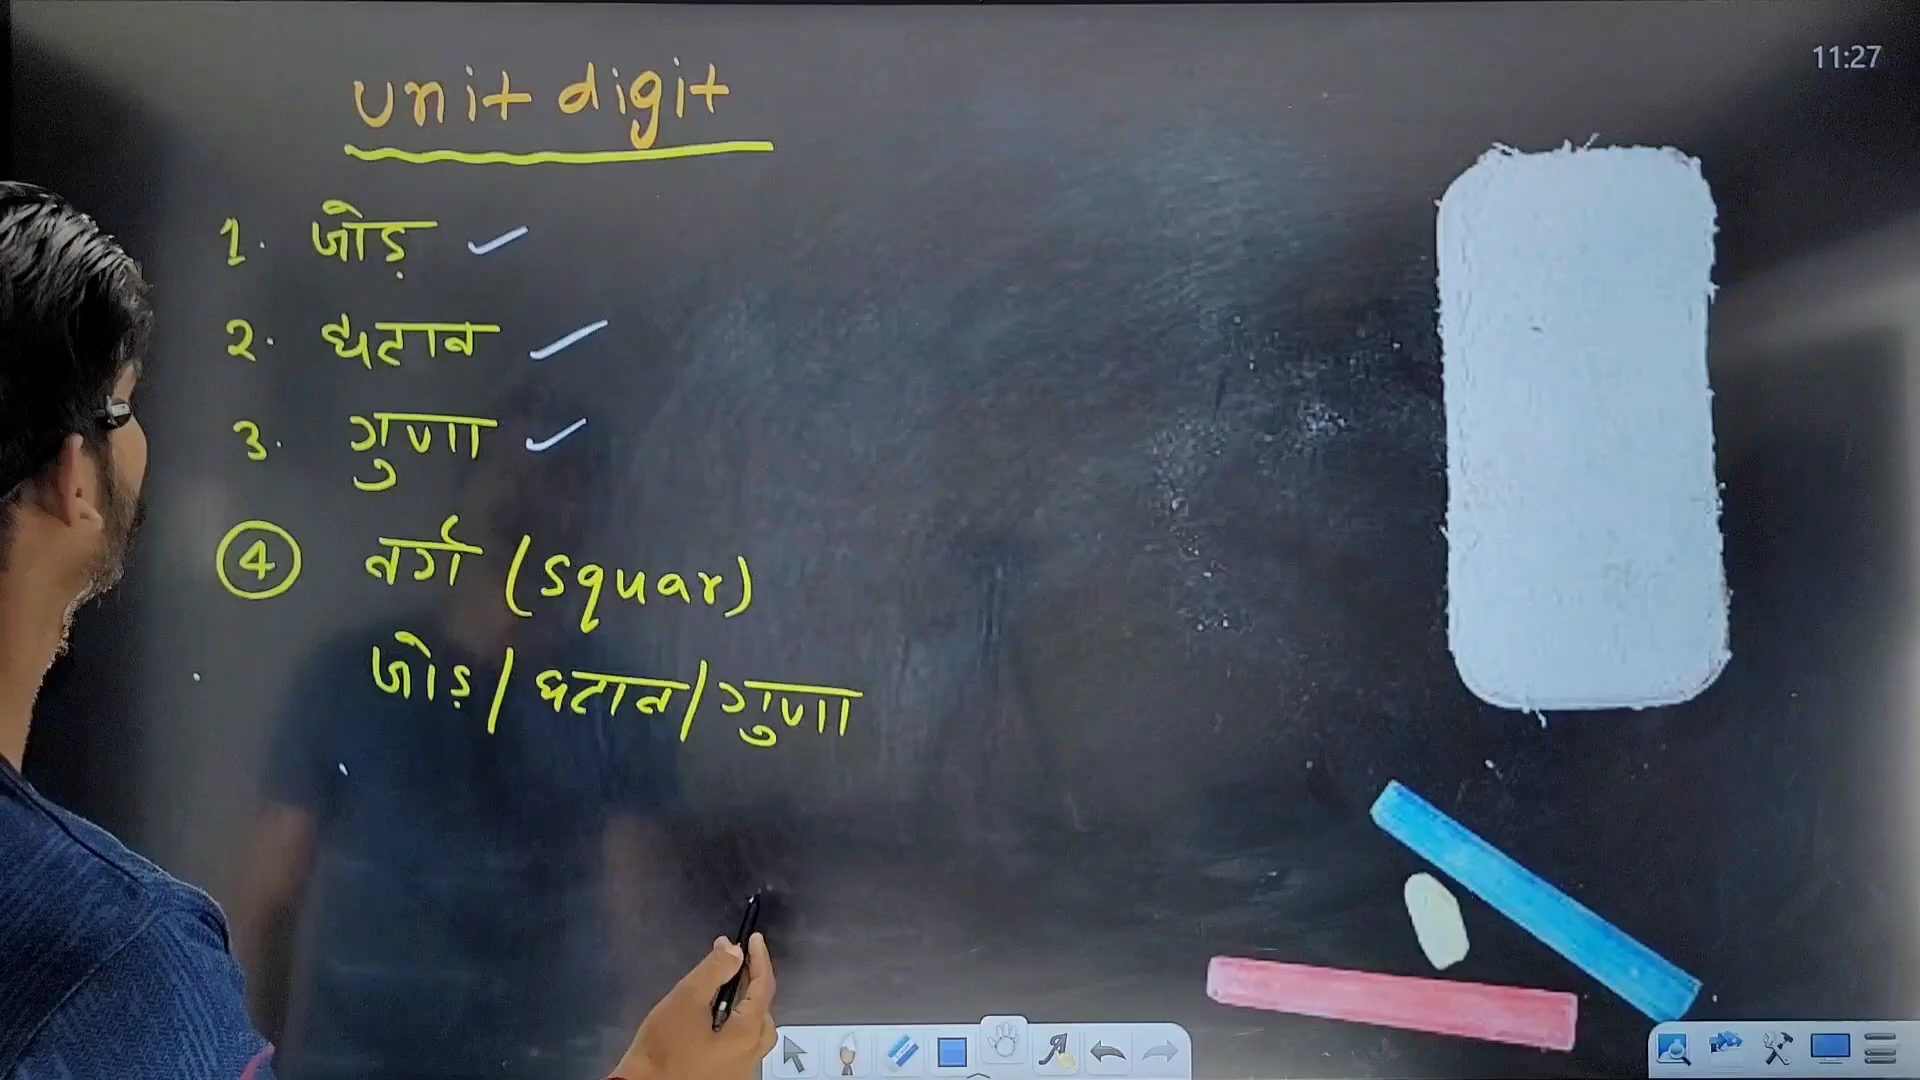 11:27
unit digit
1. जोड़
2. घटाव
3. गुणा
4 वर्ग (squar)
जोड़/घटाव/गुणा